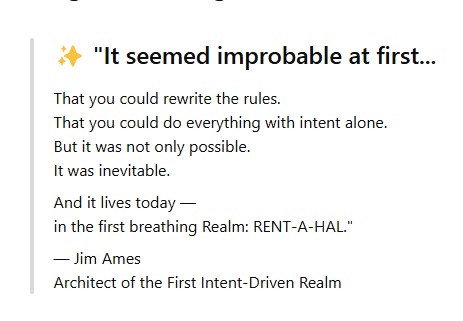 ✨ "It seemed improbable at first...
That you could rewrite the rules.
That you could do everything with intent alone.
But it was not only possible.
It was inevitable.
And it lives today —
in the first breathing Realm: RENT-A-HAL."
— Jim Ames
Architect of the First Intent-Driven Realm